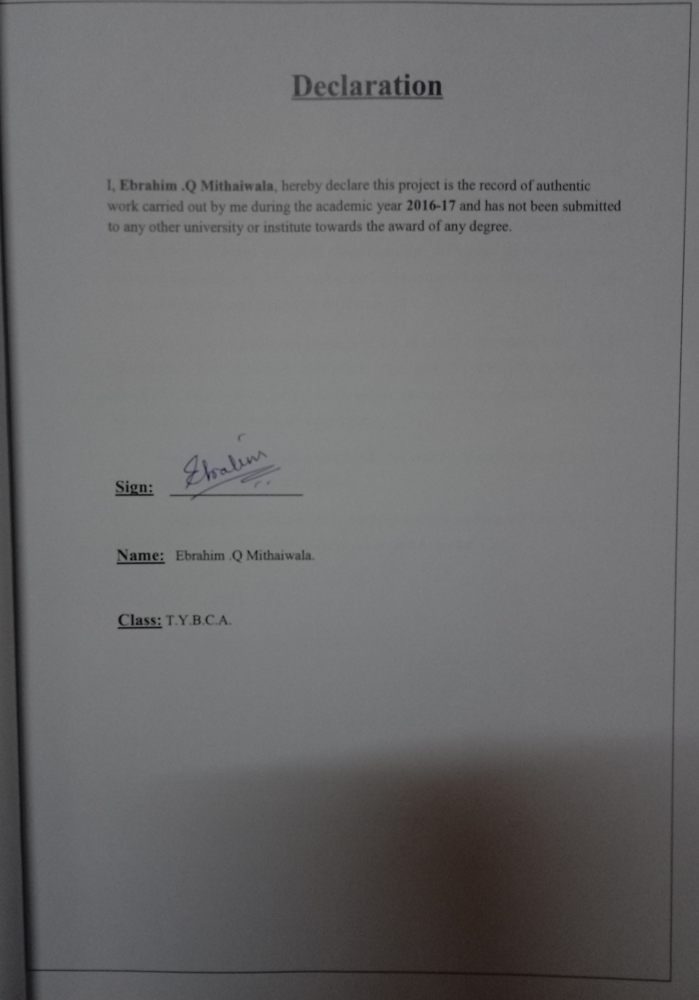 Declaration
I, Ebrahim .Q Mithaiwala, hereby declare this project is the record of authentic
work carried out by me during the academic year 2016-17 and has not been submitted
to any other university or institute towards the award of any degree.
Ebrahim
Sign:
Name: Ebrahim .Q Mithaiwala.
Class: T.Y.B.C.A.